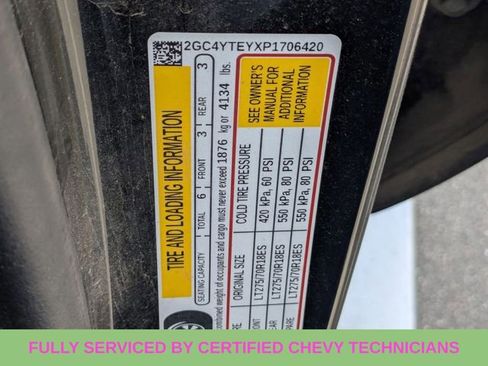 2GC4YTEYXP1706420
TIRE AND LOADING INFORMATION
SEATING CAPACITY TOTAL 6 FRONT 3 REAR 3
combined weight of occupants and cargo must never exceed 1876 kg or 4134 lbs.
ORIGINAL SIZE COLD TIRE PRESSURE
LT275/70R18ES 420 kPa, 60 PSI
LT275/70R18ES 550 kPa, 80 PSI
LT275/70R18ES 550 kPa, 80 PSI
SEE OWNER'S
MANUAL FOR
ADDITIONAL
INFORMATION
FULLY SERVICED BY CERTIFIED CHEVY TECHNICIANS